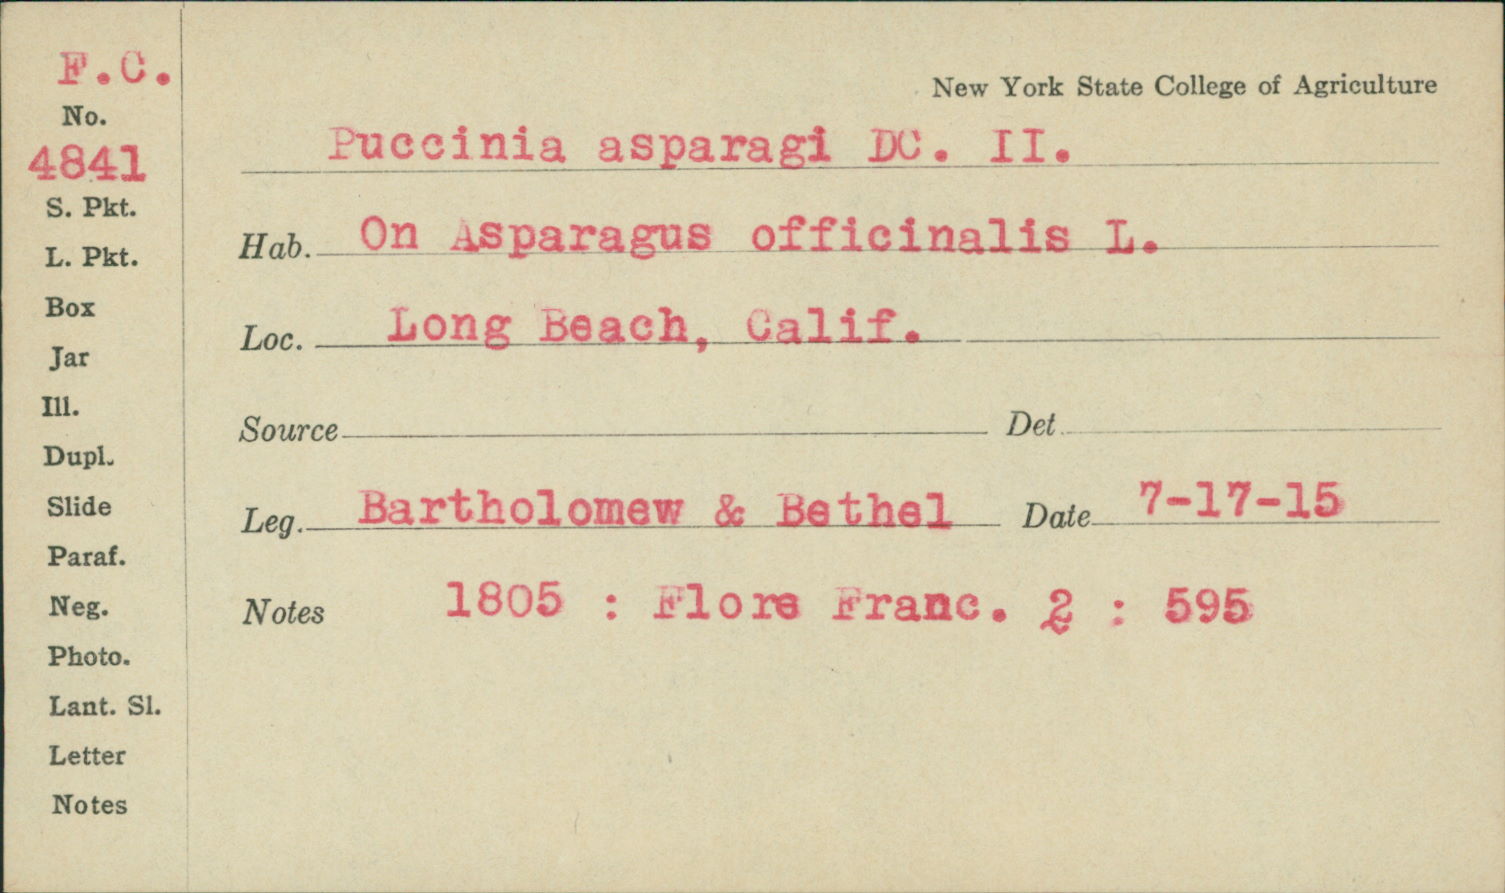 F.C.
No.
4841
S. Pkt.
L. Pkt.
Box
Jar
Ill.
Dupl.
Slide
Paraf.
Neg.
Photo.
Lant. Sl.
Letter
Notes
New York State College of Agriculture
Puccinia asparagi DC. II.
Hab. On Asparagus officinalis L.
Loc. Long Beach, Calif.
Source Det
Leg. Bartholomew & Bethel Date 7-17-15
Notes 1805 : Flore Franc. 2 : 595